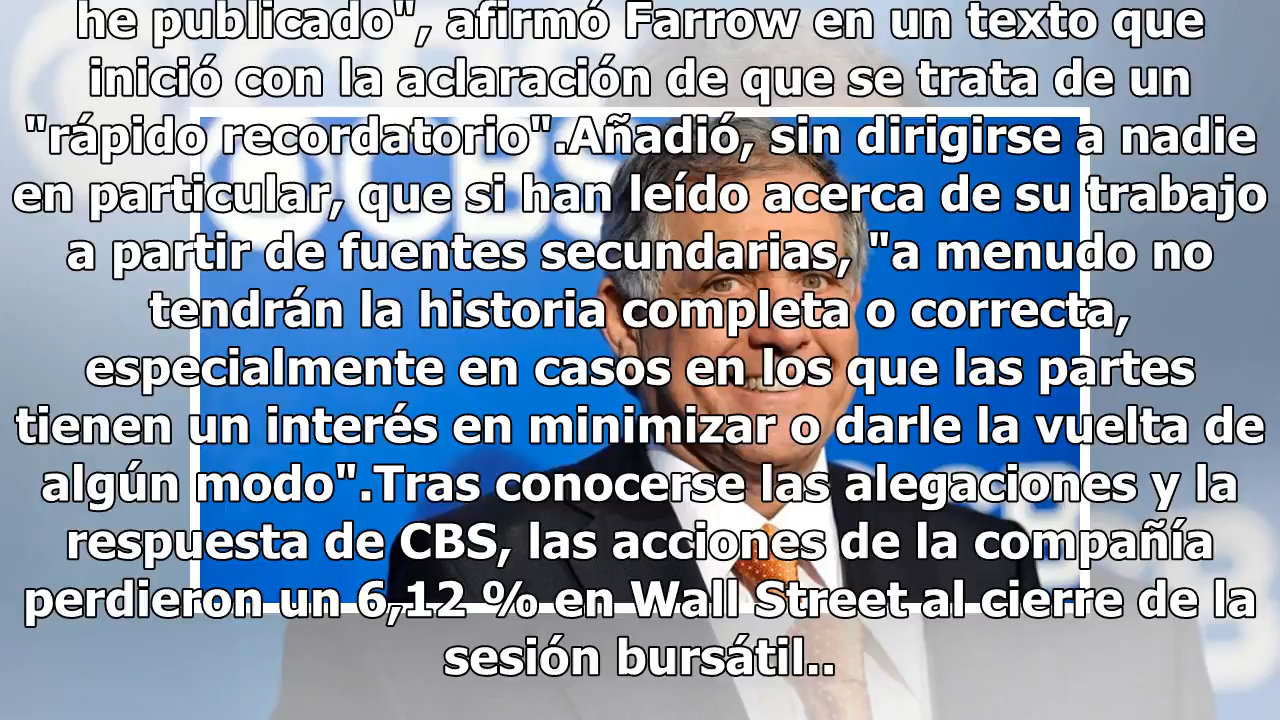 he publicado", afirmó Farrow en un texto que
inició con la aclaración de que se trata de un
"rápido recordatorio".Añadió, sin dirigirse a nadie
en particular, que si han leído acerca de su trabajo
a partir de fuentes secundarias, "a menudo no
tendrán la historia completa o correcta,
especialmente en casos en los que las partes
tienen un interés en minimizar o darle la vuelta de
algún modo".Tras conocerse las alegaciones y la
respuesta de CBS, las acciones de la compañía
perdieron un 6,12 % en Wall Street al cierre de la
sesión bursátil..